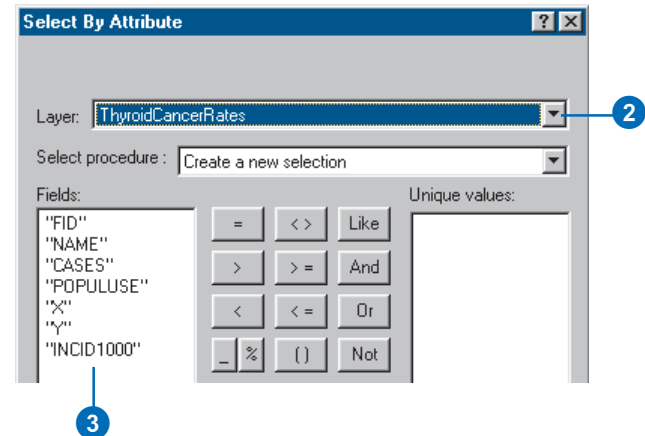 Select By Attribute ? ×
Layer: ThyroidCancerRates
2
Select procedure : Create a new selection
Fields:
Unique values:
"FID"
"NAME"
"CASES"
"POPULUSE"
"X"
"Y"
"INCID1000"
= < > Like
> > = And
< < = Or
_ % ( ) Not
3